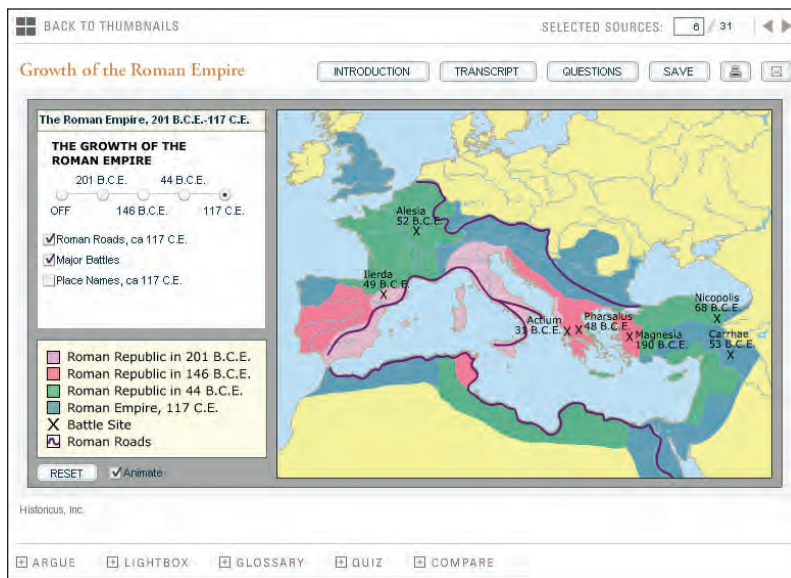 BACK TO THUMBNAILS
SELECTED SOURCES: 6 / 31
Growth of the Roman Empire
INTRODUCTION
TRANSCRIPT
QUESTIONS
SAVE
The Roman Empire, 201 B.C.E.-117 C.E.
THE GROWTH OF THE
ROMAN EMPIRE
201 B.C.E. 44 B.C.E.
OFF 146 B.C.E. 117 C.E.
Roman Roads, ca 117 C.E.
Major Battles
Place Names, ca 117 C.E.
Roman Republic in 201 B.C.E.
Roman Republic in 146 B.C.E.
Roman Republic in 44 B.C.E.
Roman Empire, 117 C.E.
X Battle Site
Roman Roads
RESET
Animate
Alesia
52 B.C.E.
X
Ilerda
49 B.C.E.
X
Actium
31 B.C.E. X
Pharsalus
X 48 B.C.E.
X Magnesia
190 B.C.E.
Nicopolis
68 B.C.E.
X
Carrhae
53 B.C.E.
X
Historicus, Inc.
ARGUE
LIGHTBOX
GLOSSARY
QUIZ
COMPARE